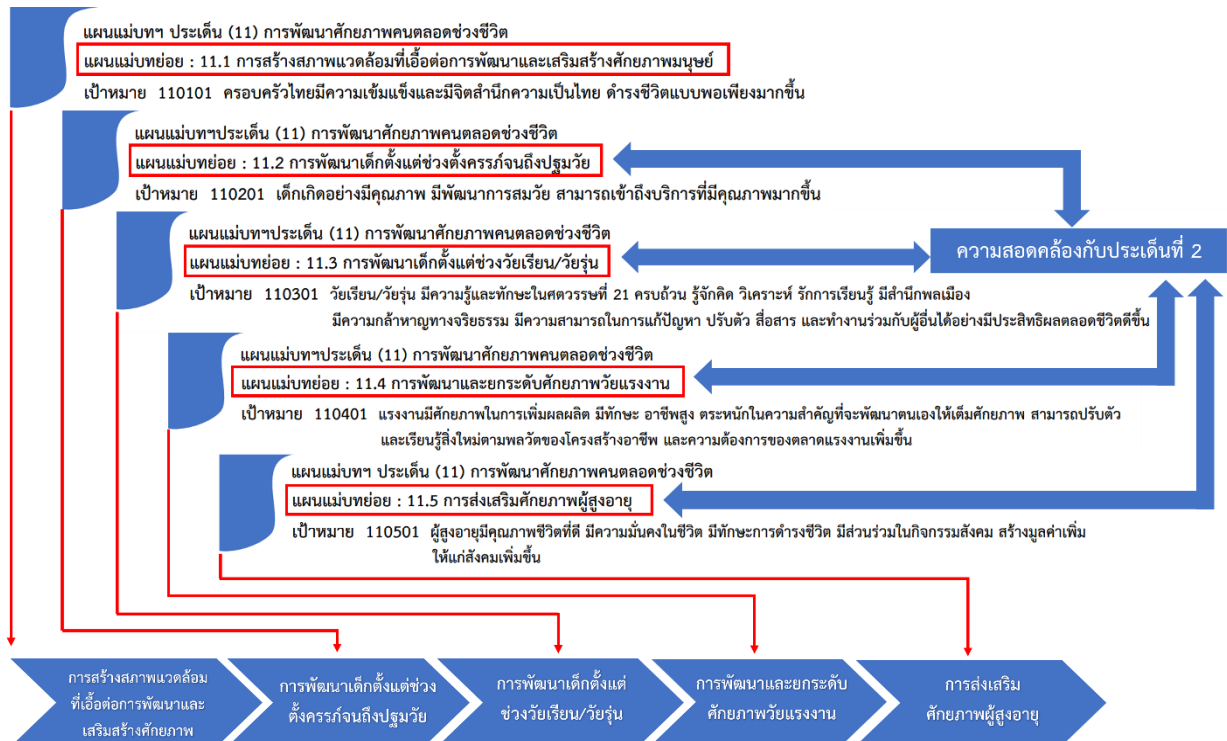 แผนแม่บทฯ ประเด็น (11) การพัฒนาศักยภาพคนตลอดช่วงชีวิต
แผนแม่บทย่อย : 11.1 การสร้างสภาพแวดล้อมที่เอื้อต่อการพัฒนาและเสริมสร้างศักยภาพมนุษย์
เป้าหมาย 110101 ครอบครัวไทยมีความเข้มแข็งและมีจิตสำนึกความเป็นไทย ดำรงชีวิตแบบพอเพียงมากขึ้น
แผนแม่บทฯประเด็น (11) การพัฒนาศักยภาพคนตลอดช่วงชีวิต
แผนแม่บทย่อย : 11.2 การพัฒนาเด็กตั้งแต่ช่วงตั้งครรภ์จนถึงปฐมวัย
เป้าหมาย 110201 เด็กเกิดอย่างมีคุณภาพ มีพัฒนาการสมวัย สามารถเข้าถึงบริการที่มีคุณภาพมากขึ้น
แผนแม่บทฯประเด็น (11) การพัฒนาศักยภาพคนตลอดช่วงชีวิต
แผนแม่บทย่อย : 11.3 การพัฒนาเด็กตั้งแต่ช่วงวัยเรียน/วัยรุ่น
ความสอดคล้องกับประเด็นที่ 2
เป้าหมาย 110301 วัยเรียน/วัยรุ่น มีความรู้และทักษะในศตวรรษที่ 21 ครบถ้วน รู้จักคิด วิเคราะห์ รักการเรียนรู้ มีสำนึกพลเมือง
มีความกล้าหาญทางจริยธรรม มีความสามารถในการแก้ปัญหา ปรับตัว สื่อสาร และทำงานร่วมกับผู้อื่นได้อย่างมีประสิทธิผลตลอดชีวิตดีขึ้น
แผนแม่บทฯประเด็น (11) การพัฒนาศักยภาพคนตลอดช่วงชีวิต
แผนแม่บทย่อย : 11.4 การพัฒนาและยกระดับศักยภาพวัยแรงงาน
เป้าหมาย 110401 แรงงานมีศักยภาพในการเพิ่มผลผลิต มีทักษะ อาชีพสูง ตระหนักในความสำคัญที่จะพัฒนาตนเองให้เต็มศักยภาพ สามารถปรับตัว
และเรียนรู้สิ่งใหม่ตามพลวัตของโครงสร้างอาชีพ และความต้องการของตลาดแรงงานเพิ่มขึ้น
แผนแม่บทฯ ประเด็น (11) การพัฒนาศักยภาพคนตลอดช่วงชีวิต
แผนแม่บทย่อย : 11.5 การส่งเสริมศักยภาพผู้สูงอายุ
เป้าหมาย 110501 ผู้สูงอายุมีคุณภาพชีวิตที่ดี มีความมั่นคงในชีวิต มีทักษะการดำรงชีวิต มีส่วนร่วมในกิจกรรมสังคม สร้างมูลค่าเพิ่ม
ให้แก่สังคมเพิ่มขึ้น
การสร้างสภาพแวดล้อม
ที่เอื้อต่อการพัฒนาและ
เสริมสร้างศักยภาพ
การพัฒนาเด็กตั้งแต่ช่วง
ตั้งครรภ์จนถึงปฐมวัย
การพัฒนาเด็กตั้งแต่
ช่วงวัยเรียน/วัยรุ่น
การพัฒนาและยกระดับ
ศักยภาพวัยแรงงาน
การส่งเสริม
ศักยภาพผู้สูงอายุ